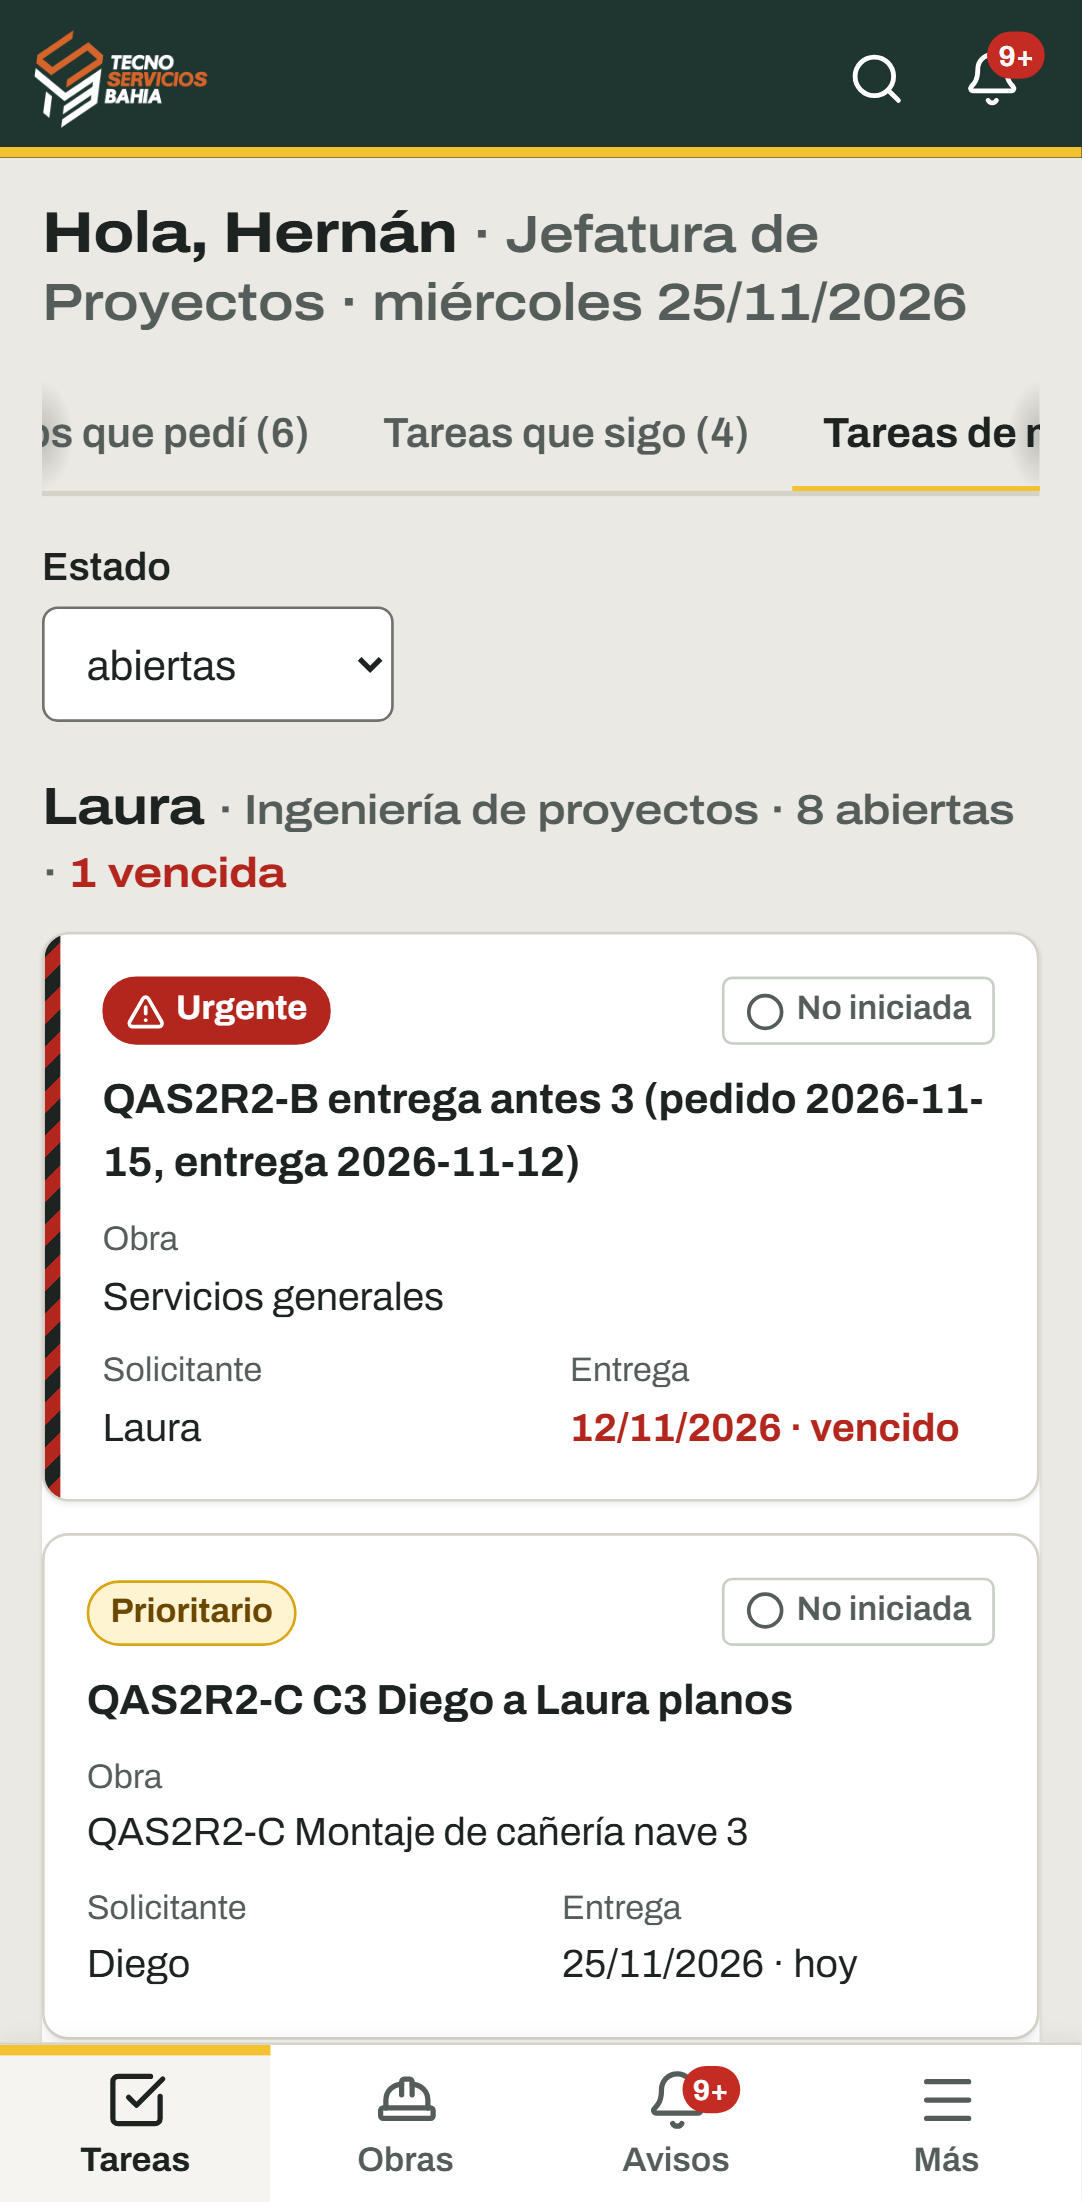 TECNO
SERVICIOS
BAHIA
9+
Hola, Hernán · Jefatura de
Proyectos · miércoles 25/11/2026
os que pedí (6)
Tareas que sigo (4)
Tareas de
Estado
abiertas
Laura · Ingeniería de proyectos · 8 abiertas
· 1 vencida
Urgente
No iniciada
QAS2R2-B entrega antes 3 (pedido 2026-11-
15, entrega 2026-11-12)
Obra
Servicios generales
Solicitante
Entrega
Laura
12/11/2026 · vencido
Prioritario
No iniciada
QAS2R2-C C3 Diego a Laura planos
Obra
QAS2R2-C Montaje de cañería nave 3
Solicitante
Entrega
Diego
25/11/2026 · hoy
9+
Tareas
Obras
Avisos
Más